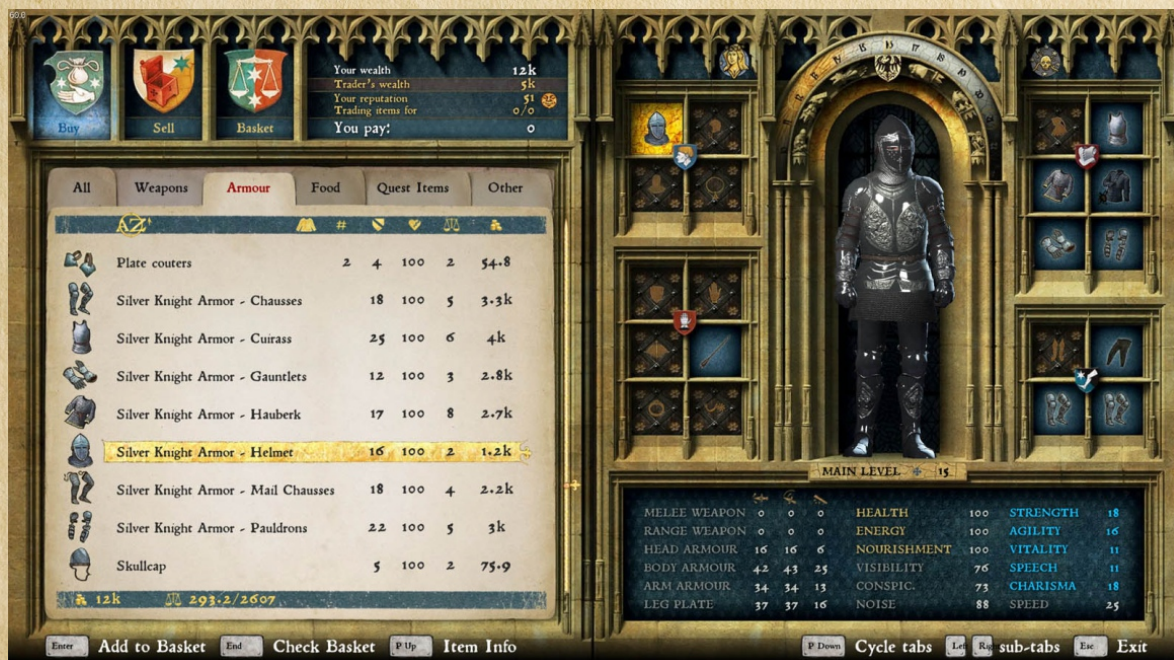 60.0
Buy
Sell
Basket
Your wealth 12k
Trader's wealth 5k
Your reputation 51
Trading items for 0/0
You pay: 0
All Weapons Armour Food Quest Items Other
AZ #
Plate couters 2 4 100 2 54.8
Silver Knight Armor - Chausses 18 100 5 3.3k
Silver Knight Armor - Cuirass 25 100 6 4k
Silver Knight Armor - Gauntlets 12 100 3 2.8k
Silver Knight Armor - Hauberk 17 100 8 2.7k
Silver Knight Armor - Helmet 16 100 2 1.2k
Silver Knight Armor - Mail Chausses 18 100 4 2.2k
Silver Knight Armor - Pauldrons 22 100 5 3k
Skullcap 5 100 2 75.9
12k 293.2/2607
MAIN LEVEL 15
MELEE WEAPON 0 0 0 HEALTH 100 STRENGTH 18
RANGE WEAPON 0 0 0 ENERGY 100 AGILITY 16
HEAD ARMOUR 16 16 6 NOURISHMENT 100 VITALITY 11
BODY ARMOUR 42 43 25 VISIBILITY 76 SPEECH 11
ARM ARMOUR 34 34 13 CONSPIC. 73 CHARISMA 18
LEG PLATE 37 37 16 NOISE 88 SPEED 25
Enter Add to Basket End Check Basket P Up Item Info P Down Cycle tabs Lef Rig sub-tabs Esc Exit